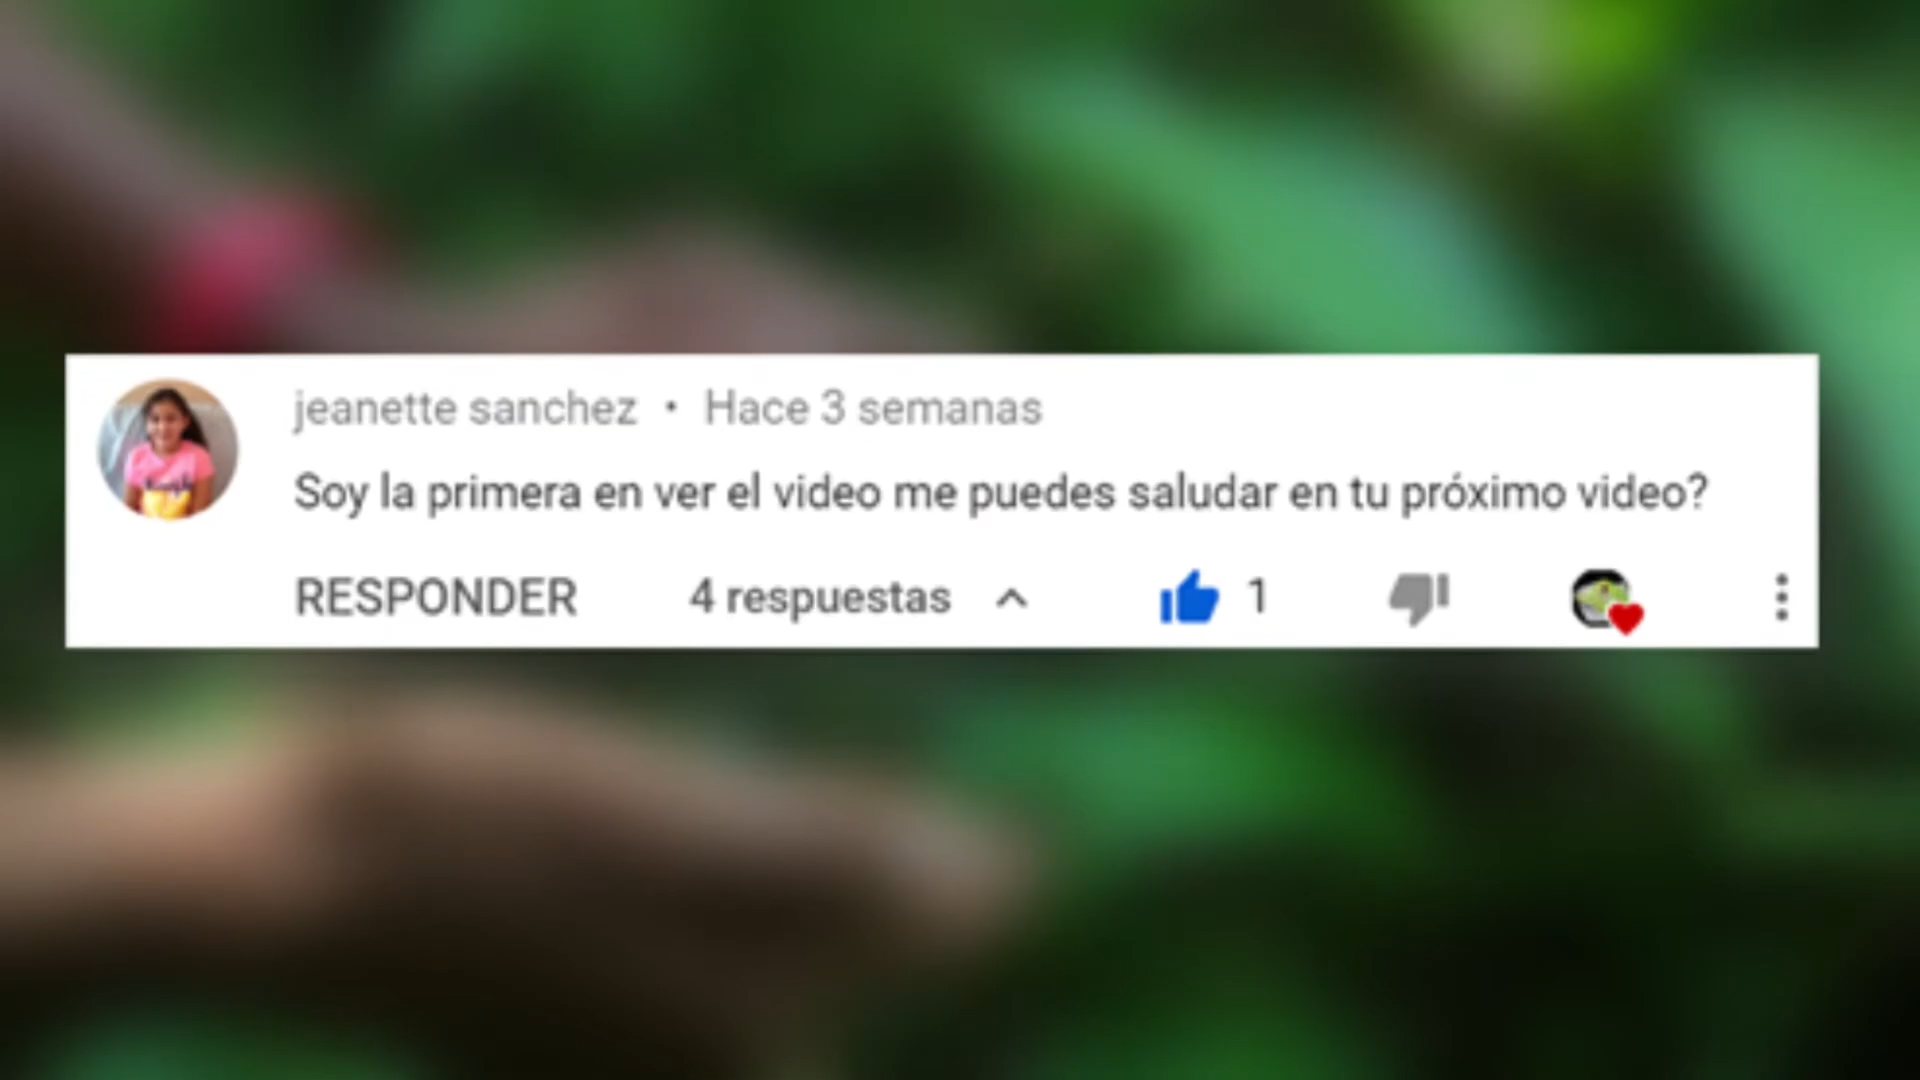 jeanette sanchez • Hace 3 semanas
Soy la primera en ver el video me puedes saludar en tu próximo video?
RESPONDER 4 respuestas 1